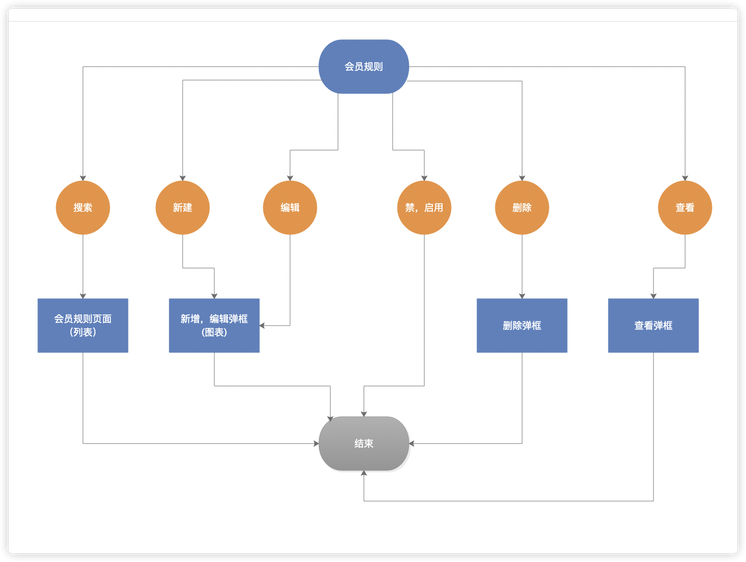 会员规则
搜索
新建
编辑
禁，启用
删除
查看
会员规则页面
(列表)
新增，编辑弹框
(图表)
删除弹框
查看弹框
结束